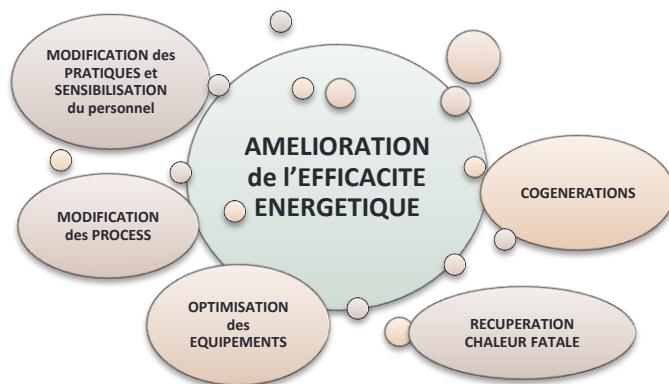 MODIFICATION des
PRATIQUES et
SENSIBILISATION
du personnel
AMELIORATION
de l'EFFICACITE
ENERGETIQUE
COGENERATIONS
MODIFICATION
des PROCESS
OPTIMISATION
des
EQUIPEMENTS
RECUPERATION
CHALEUR FATALE